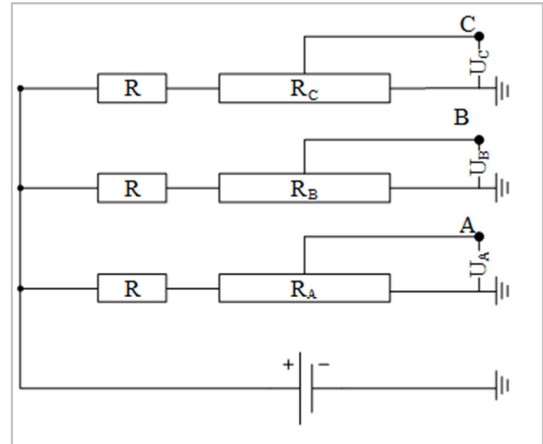 C
R R_C U_C
B
R R_B U_B
A
R R_A U_A
+ −